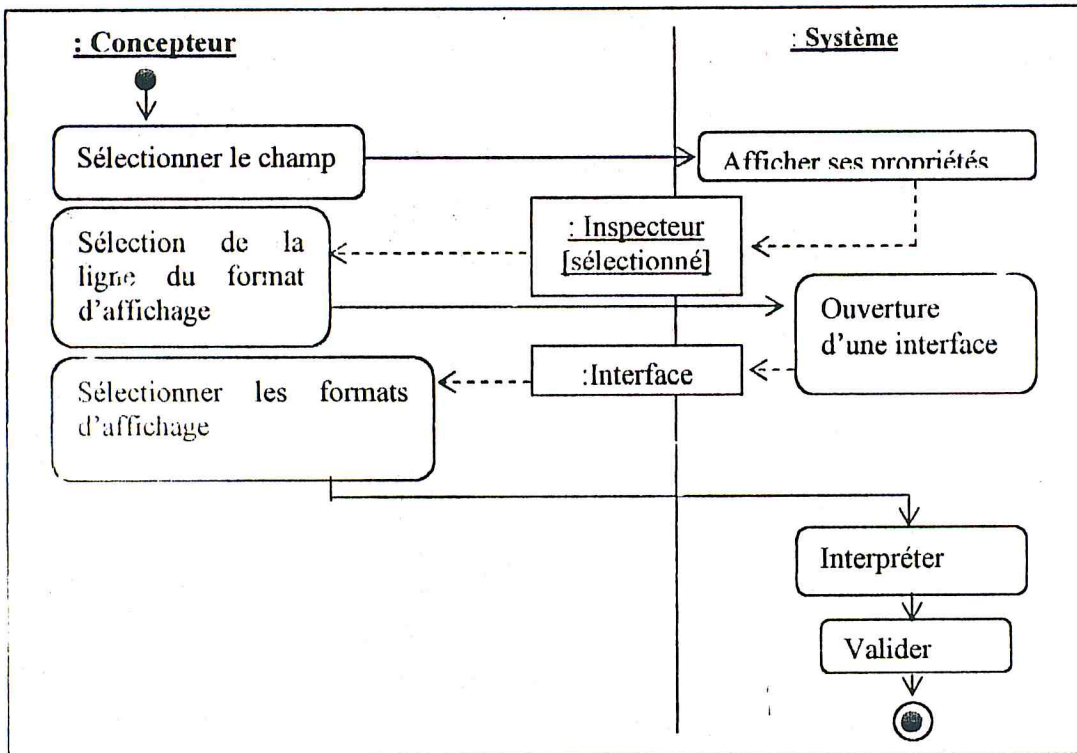 : Concepteur
: Système
Sélectionner le champ
Afficher ses propriétés
Sélection de la
ligne du format
d'affichage
: Inspecteur
[sélectionné]
Ouverture
d'une interface
:Interface
Sélectionner les formats
d'affichage
Interpréter
Valider